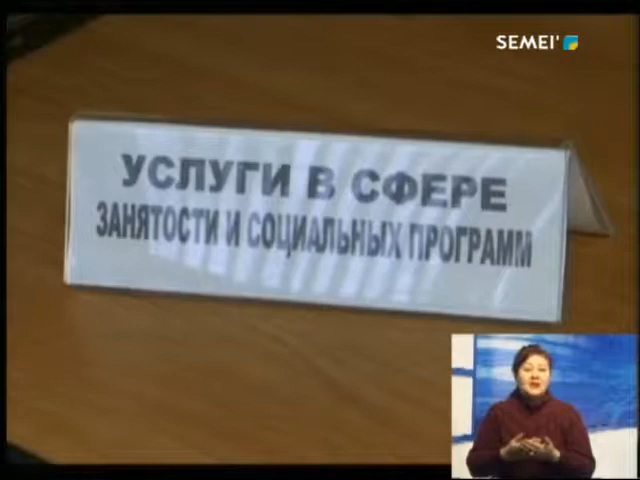 SEMEI'
УСЛУГИ В СФЕРЕ
ЗАНЯТОСТИ И СОЦИАЛЬНЫХ ПРОГРАММ